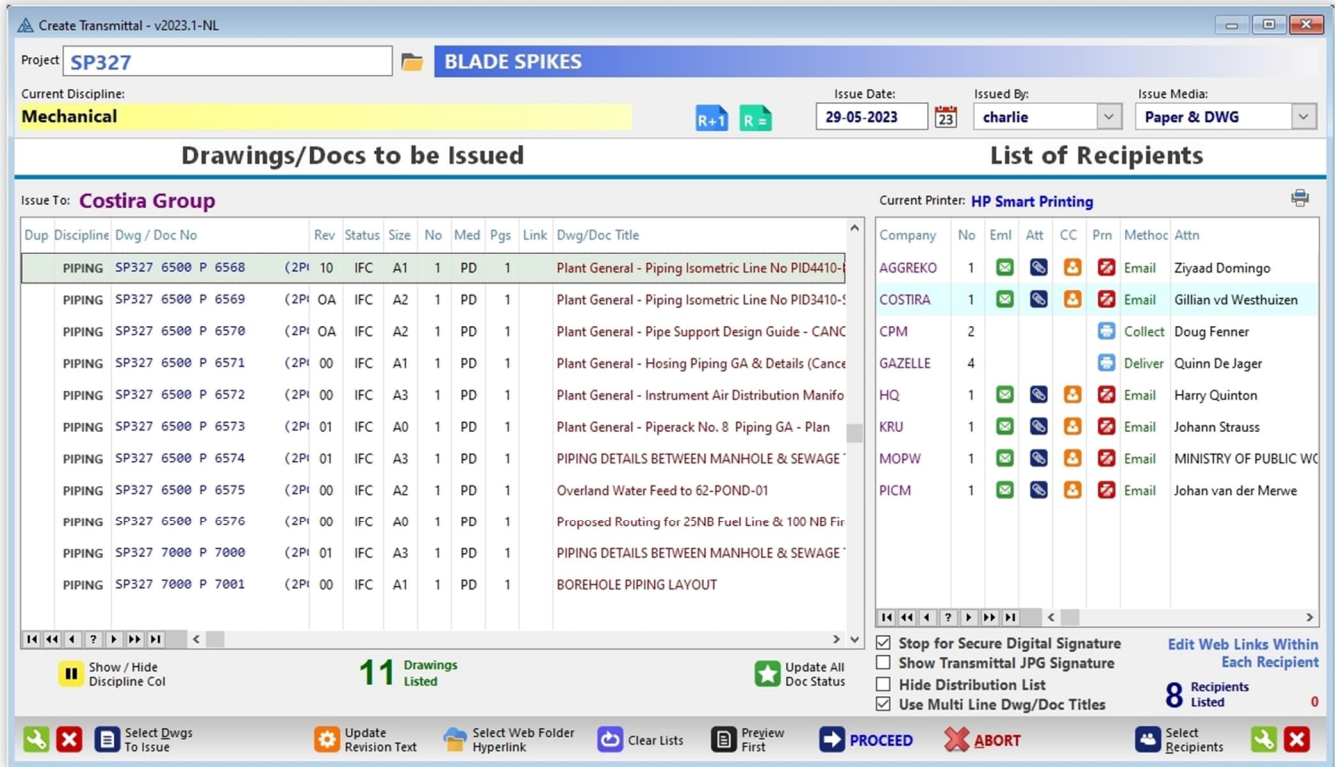 Create Transmittal - v2023.1-NL
Project SP327 BLADE SPIKES
Current Discipline: Issue Date: Issued By: Issue Media:
Mechanical R+1 R = 29-05-2023 23 charlie Paper & DWG
Drawings/Docs to be Issued List of Recipients
Issue To: Costira Group
Dup Discipline Dwg / Doc No Rev Status Size No Med Pgs Link Dwg/Doc Title
PIPING SP327 6500 P 6568 (2P 10 IFC A1 1 PD 1 Plant General - Piping Isometric Line No PID4410-
PIPING SP327 6500 P 6569 (2P OA IFC A2 1 PD 1 Plant General - Piping Isometric Line No PID3410-S
PIPING SP327 6500 P 6570 (2P OA IFC A2 1 PD 1 Plant General - Pipe Support Design Guide - CANC
PIPING SP327 6500 P 6571 (2P 00 IFC A1 1 PD 1 Plant General - Hosing Piping GA & Details (Cance
PIPING SP327 6500 P 6572 (2P 00 IFC A3 1 PD 1 Plant General - Instrument Air Distribution Manifo
PIPING SP327 6500 P 6573 (2P 01 IFC A0 1 PD 1 Plant General - Piperack No. 8 Piping GA - Plan
PIPING SP327 6500 P 6574 (2P 01 IFC A3 1 PD 1 PIPING DETAILS BETWEEN MANHOLE & SEWAGE
PIPING SP327 6500 P 6575 (2P 00 IFC A2 1 PD 1 Overland Water Feed to 62-POND-01
PIPING SP327 6500 P 6576 (2P 00 IFC A0 1 PD 1 Proposed Routing for 25NB Fuel Line & 100 NB Fir
PIPING SP327 7000 P 7000 (2P 01 IFC A3 1 PD 1 PIPING DETAILS BETWEEN MANHOLE & SEWAGE
PIPING SP327 7000 P 7001 (2P 00 IFC A1 1 PD 1 BOREHOLE PIPING LAYOUT
?
Show / Hide
Discipline Col
11 Drawings
Listed
Update All
Doc Status
Current Printer: HP Smart Printing
Company No Eml Att CC Prn Methoc Attn
AGGREKO 1 Email Ziyaad Domingo
COSTIRA 1 Email Gillian vd Westhuizen
CPM 2 Collect Doug Fenner
GAZELLE 4 Deliver Quinn De Jager
HQ 1 Email Harry Quinton
KRU 1 Email Johann Strauss
MOPW 1 Email MINISTRY OF PUBLIC WO
PICM 1 Email Johan van der Merwe
?
Stop for Secure Digital Signature
Show Transmittal JPG Signature
Hide Distribution List
Use Multi Line Dwg/Doc Titles
Edit Web Links Within
Each Recipient
8 Recipients
Listed
0
Select Dwgs
To Issue
Update
Revision Text
Select Web Folder
Hyperlink
Clear Lists
Preview
First
PROCEED
ABORT
Select
Recipients